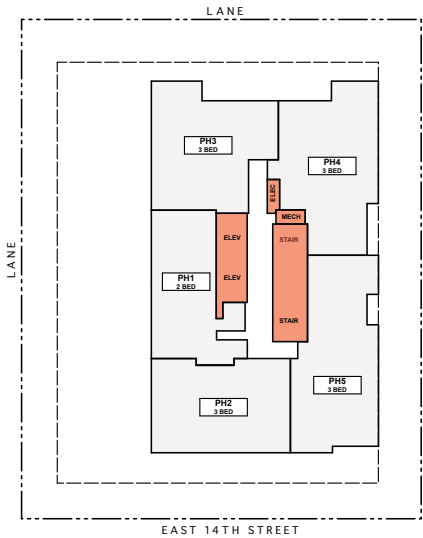 LANE
PH3
3 BED
PH4
3 BED
ELEC
MECH
ELEV
STAIR
LANE
ELEV
PH1
2 BED
STAIR
PH5
3 BED
PH2
3 BED
EAST 14TH STREET